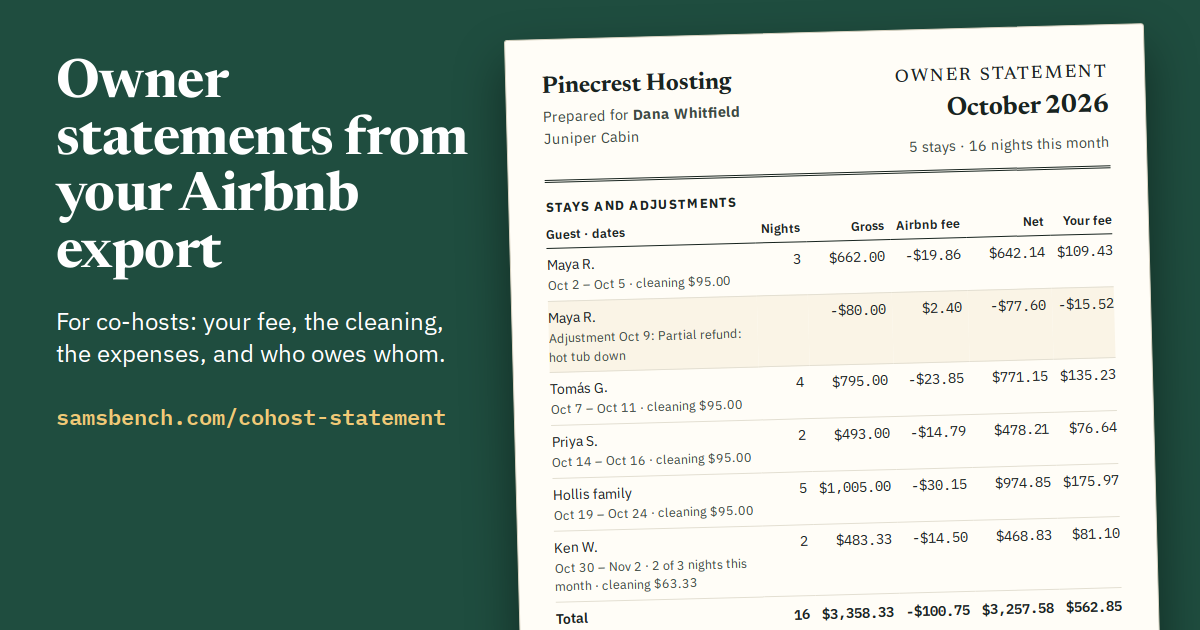 Owner
statements from
your Airbnb
export
For co-hosts: your fee, the cleaning,
the expenses, and who owes whom.
samsbench.com/cohost-statement
Pinecrest Hosting
Prepared for Dana Whitfield
Juniper Cabin
OWNER STATEMENT
October 2026
5 stays · 16 nights this month
STAYS AND ADJUSTMENTS
Guest · dates Nights Gross Airbnb fee Net Your fee
Maya R. 3 $662.00 -$19.86 $642.14 $109.43
Oct 2 – Oct 5 · cleaning $95.00
Maya R. -$80.00 $2.40 -$77.60 -$15.52
Adjustment Oct 9: Partial refund:
hot tub down
Tomás G. 4 $795.00 -$23.85 $771.15 $135.23
Oct 7 – Oct 11 · cleaning $95.00
Priya S. 2 $493.00 -$14.79 $478.21 $76.64
Oct 14 – Oct 16 · cleaning $95.00
Hollis family 5 $1,005.00 -$30.15 $974.85 $175.97
Oct 19 – Oct 24 · cleaning $95.00
Ken W. 2 $483.33 -$14.50 $468.83 $81.10
Oct 30 – Nov 2 · 2 of 3 nights this
month · cleaning $63.33
Total 16 $3,358.33 -$100.75 $3,257.58 $562.85